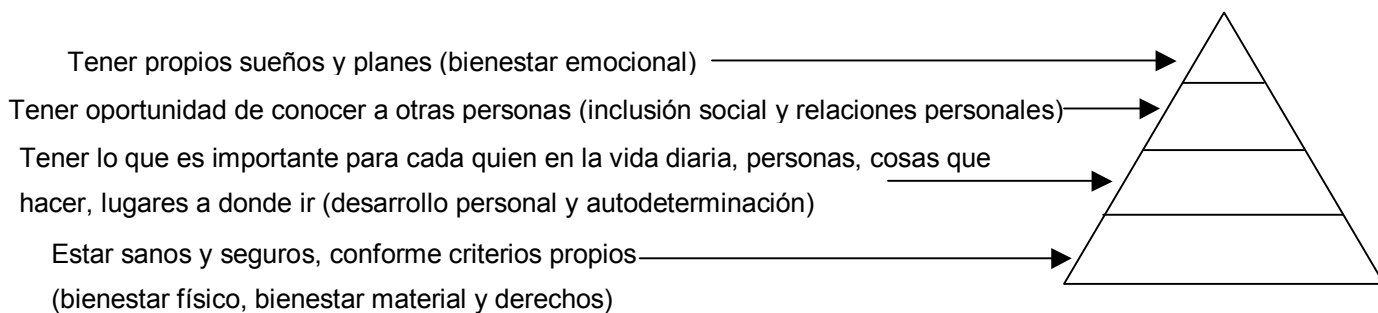 Tener propios sueños y planes (bienestar emocional)
Tener oportunidad de conocer a otras personas (inclusión social y relaciones personales)
Tener lo que es importante para cada quien en la vida diaria, personas, cosas que
hacer, lugares a donde ir (desarrollo personal y autodeterminación)
Estar sanos y seguros, conforme criterios propios
(bienestar físico, bienestar material y derechos)